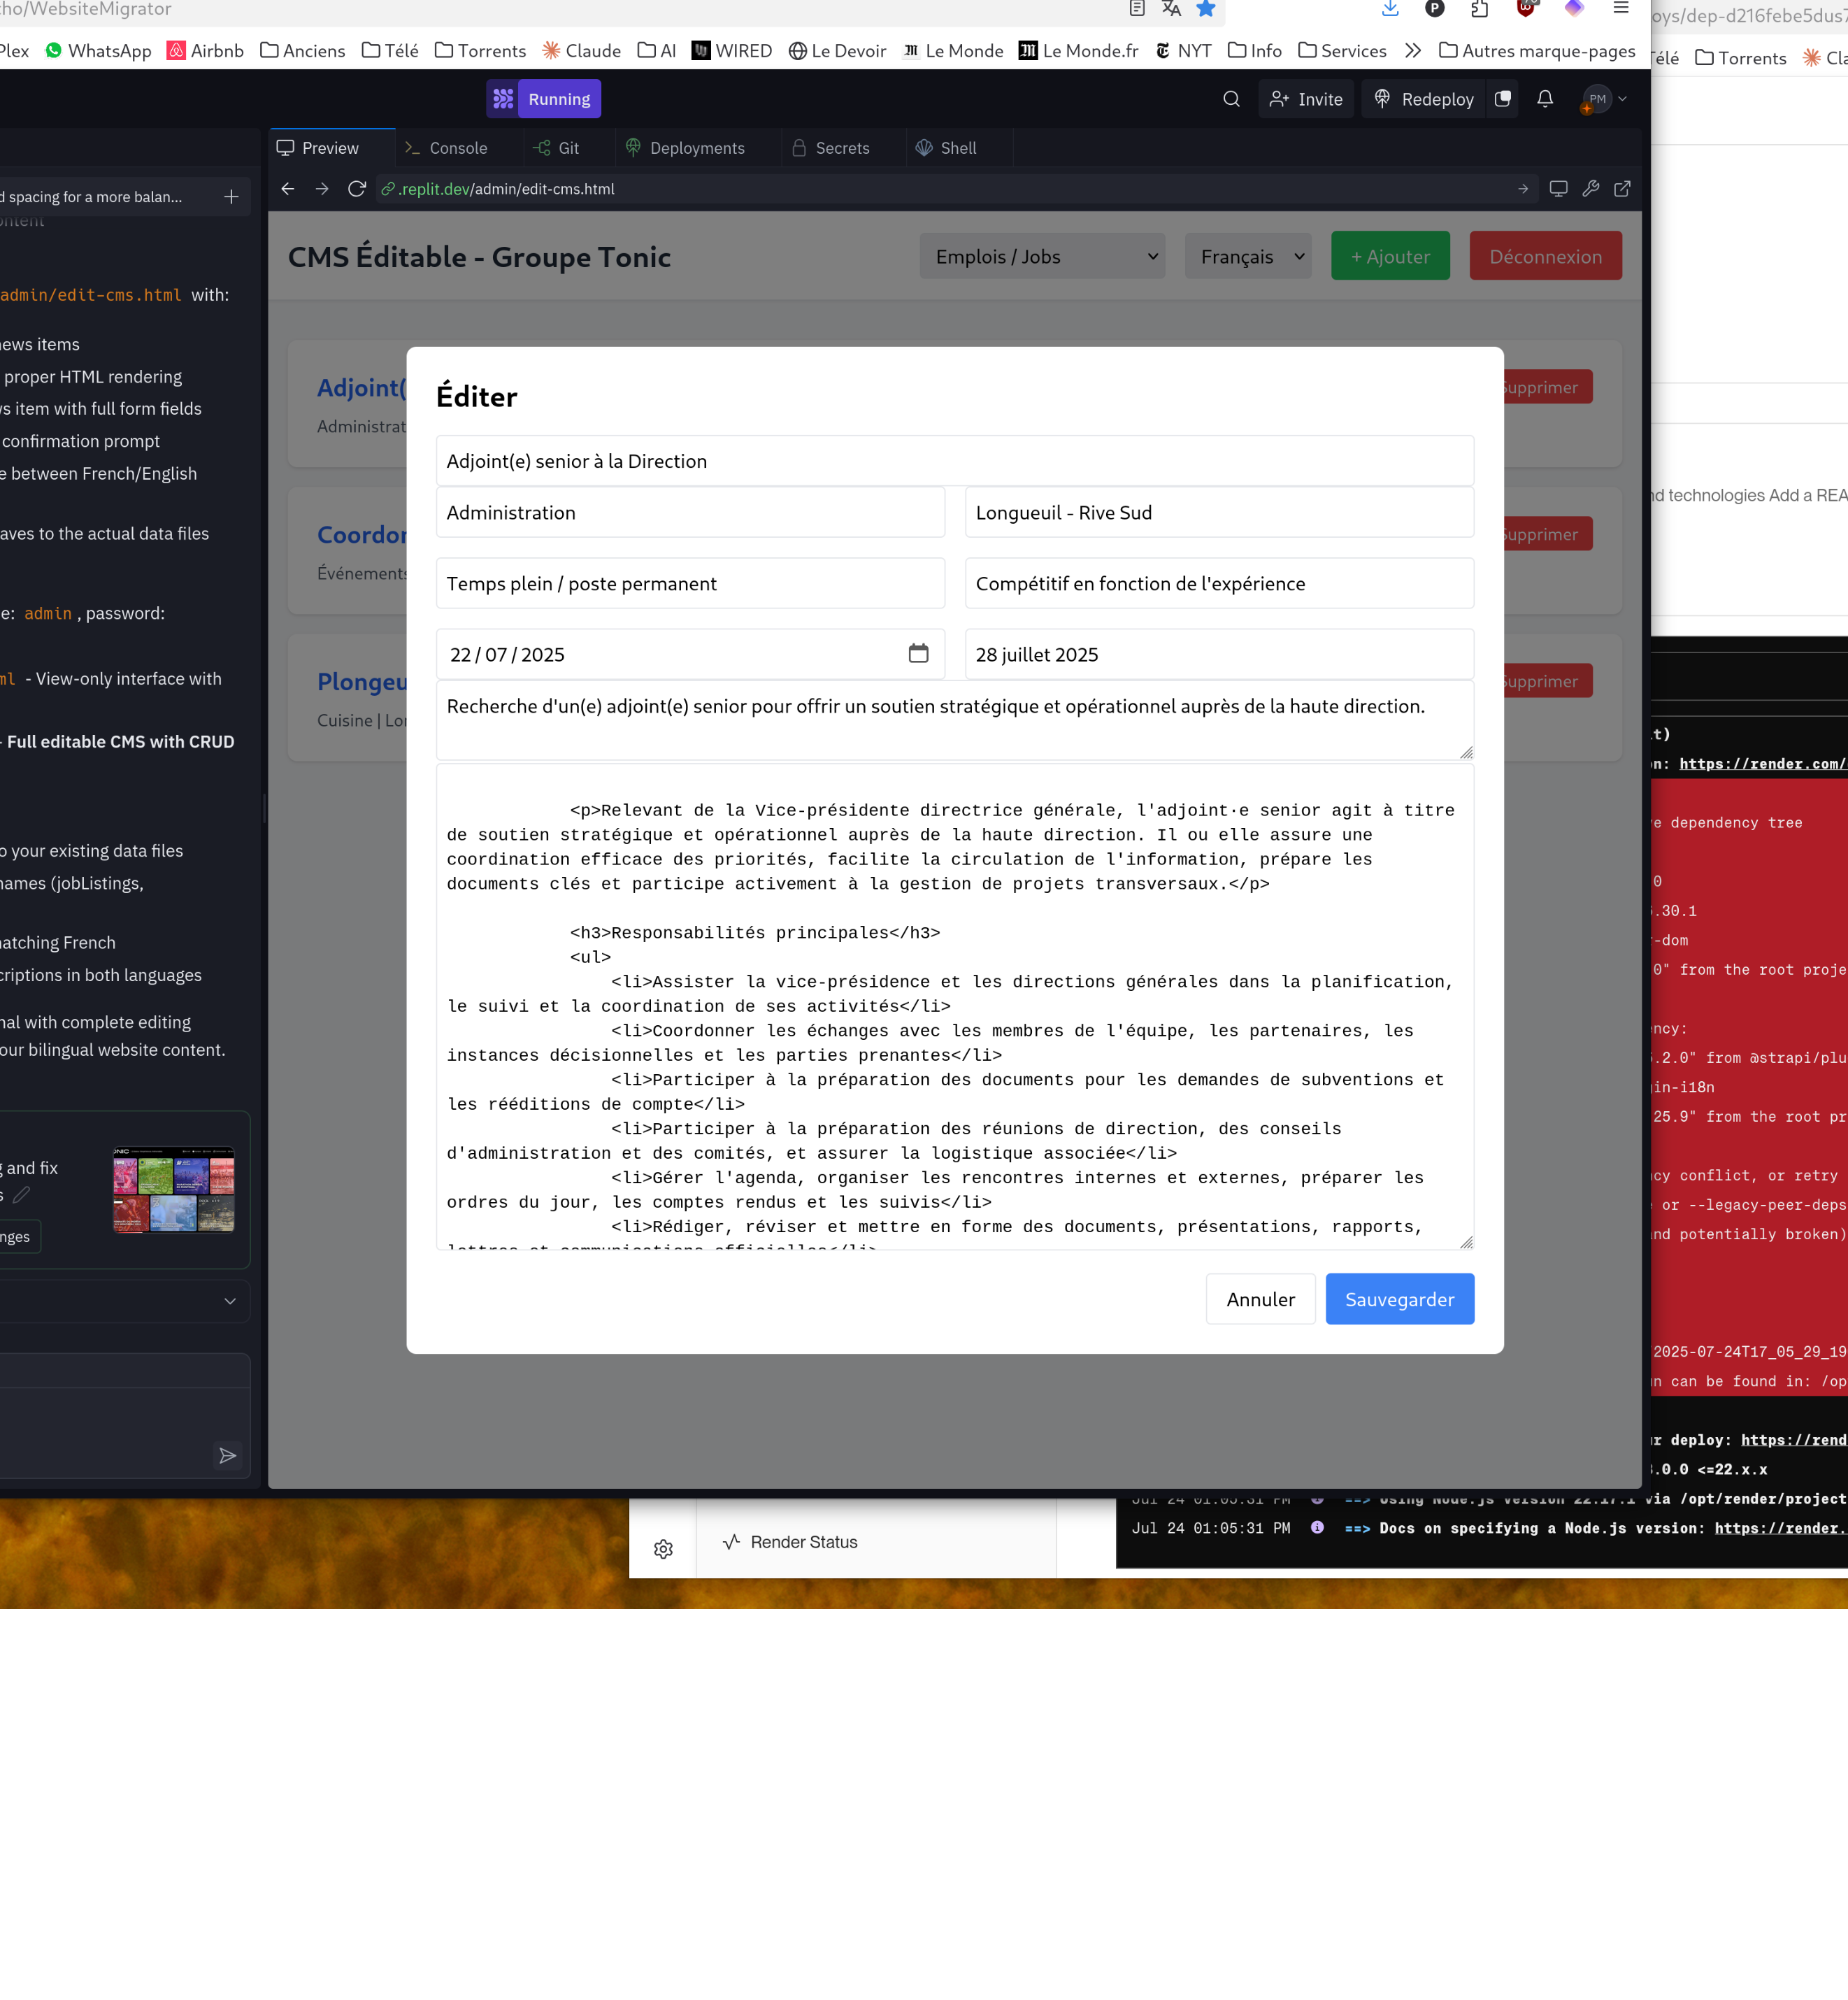 ho/WebsiteMigrator
oys/dep-d216febe5dus7
Plex WhatsApp Airbnb Anciens Télé Torrents Claude AI WIRED Le Devoir Le Monde Le Monde.fr NYT Info Services Autres marque-pages
Télé Torrents Cla
Running
Invite Redeploy PM
Preview Console Git Deployments Secrets Shell
d spacing for a more balan...
.replit.dev/admin/edit-cms.html
ontent
CMS Éditable - Groupe Tonic
Emplois / Jobs Français + Ajouter Déconnexion
admin/edit-cms.html with:
ews items
proper HTML rendering
s item with full form fields
confirmation prompt
e between French/English
aves to the actual data files
e: admin , password:
ml - View-only interface with
- Full editable CMS with CRUD
o your existing data files
names (jobListings,
matching French
criptions in both languages
nal with complete editing
our bilingual website content.
g and fix
s
nges
Adjoint(
Administrat
Supprimer
Coordon
Événements
Supprimer
Plongeu
Cuisine | Lon
Supprimer
Éditer
Adjoint(e) senior à la Direction
Administration
Longueuil - Rive Sud
Temps plein / poste permanent
Compétitif en fonction de l'expérience
22 / 07 / 2025
28 juillet 2025
Recherche d'un(e) adjoint(e) senior pour offrir un soutien stratégique et opérationnel auprès de la haute direction.
<p>Relevant de la Vice-présidente directrice générale, l'adjoint·e senior agit à titre
de soutien stratégique et opérationnel auprès de la haute direction. Il ou elle assure une
coordination efficace des priorités, facilite la circulation de l'information, prépare les
documents clés et participe activement à la gestion de projets transversaux.</p>
<h3>Responsabilités principales</h3>
<ul>
<li>Assister la vice-présidence et les directions générales dans la planification,
le suivi et la coordination de ses activités</li>
<li>Coordonner les échanges avec les membres de l'équipe, les partenaires, les
instances décisionnelles et les parties prenantes</li>
<li>Participer à la préparation des documents pour les demandes de subventions et
les rééditions de compte</li>
<li>Participer à la préparation des réunions de direction, des conseils
d'administration et des comités, et assurer la logistique associée</li>
<li>Gérer l'agenda, organiser les rencontres internes et externes, préparer les
ordres du jour, les comptes rendus et les suivis</li>
<li>Rédiger, réviser et mettre en forme des documents, présentations, rapports,
lettres et communications officielles</li>
Annuler Sauvegarder
nd technologies Add a REA
t)
n: https://render.com/
e dependency tree
0
.30.1
r-dom
0" from the root proje
ency:
.2.0" from @strapi/plu
gin-i18n
25.9" from the root pr
cy conflict, or retry
or --legacy-peer-deps
nd potentially broken)
2025-07-24T17_05_29_19
n can be found in: /op
r deploy: https://rend
.0.0 <=22.x.x
Jul 24 01:05:31 PM ==> Using Node.js version 22.17.1 via /opt/render/project
Jul 24 01:05:31 PM ==> Docs on specifying a Node.js version: https://render.
Render Status